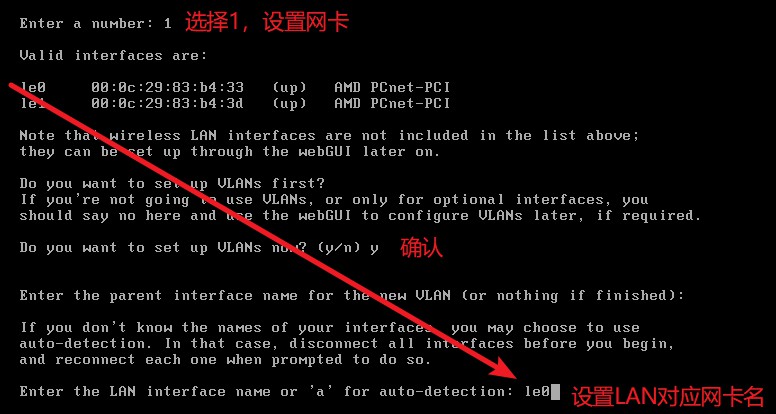 Enter a number: 1 选择1，设置网卡
Valid interfaces are:
le0 00:0c:29:83:b4:33 (up) AMD PCnet-PCI
le1 00:0c:29:83:b4:3d (up) AMD PCnet-PCI
Note that wireless LAN interfaces are not included in the list above;
they can be set up through the webGUI later on.
Do you want to set up VLANs first?
If you're not going to use VLANs, or only for optional interfaces, you
should say no here and use the webGUI to configure VLANs later, if required.
Do you want to set up VLANs now? (y/n) y 确认
Enter the parent interface name for the new VLAN (or nothing if finished):
If you don't know the names of your interfaces, you may choose to use
auto-detection. In that case, disconnect all interfaces before you begin,
and reconnect each one when prompted to do so.
Enter the LAN interface name or 'a' for auto-detection: le0 设置LAN对应网卡名